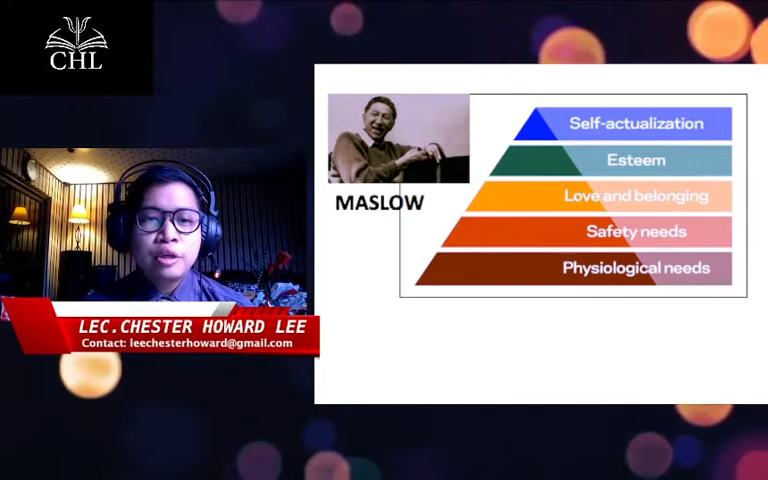 CHL
MASLOW
Self-actualization
Esteem
Love and belonging
Safety needs
Physiological needs
LEC.CHESTER HOWARD LEE
Contact: leechesterhoward@gmail.com